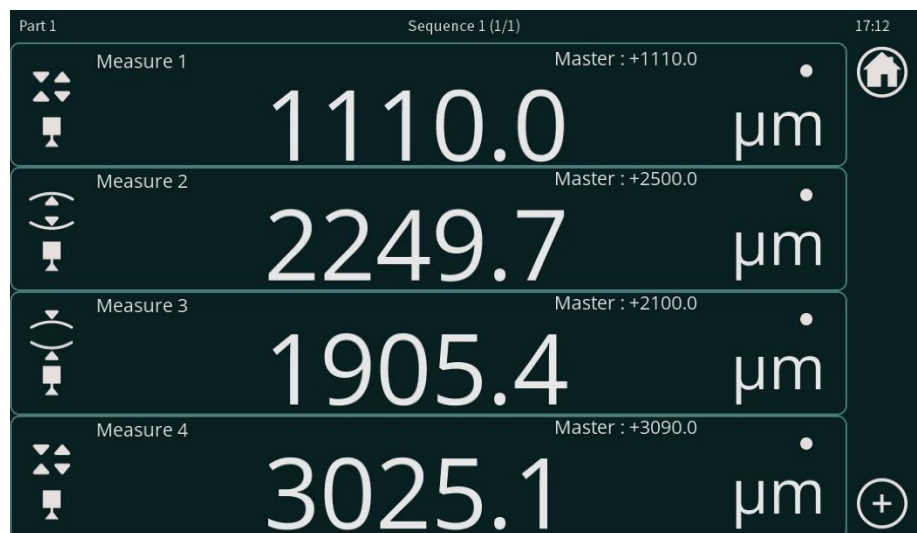 Part 1 Sequence 1 (1/1) 17:12
Measure 1 Master : +1110.0
1110.0 µm
Measure 2 Master : +2500.0
2249.7 µm
Measure 3 Master : +2100.0
1905.4 µm
Measure 4 Master : +3090.0
3025.1 µm